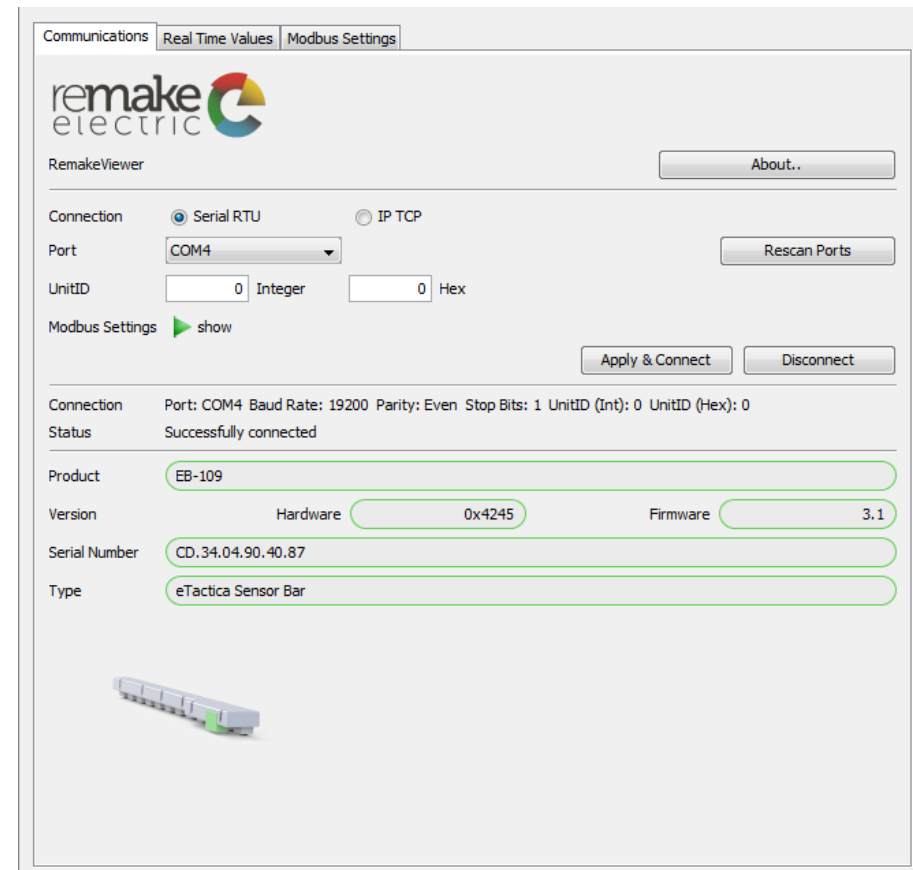 Communications Real Time Values Modbus Settings
remake
electric
RemakeViewer About..
Connection Serial RTU IP TCP
Port COM4 Rescan Ports
UnitID 0 Integer 0 Hex
Modbus Settings show
Apply & Connect Disconnect
Connection Port: COM4 Baud Rate: 19200 Parity: Even Stop Bits: 1 UnitID (Int): 0 UnitID (Hex): 0
Status Successfully connected
Product EB-109
Version Hardware 0x4245 Firmware 3.1
Serial Number CD.34.04.90.40.87
Type eTactica Sensor Bar